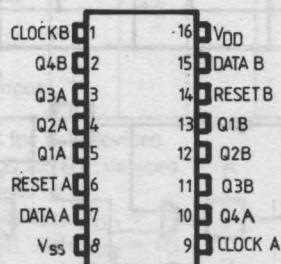 CLOCKB 1 16 VDD
Q4B 2 15 DATA B
Q3A 3 14 RESET B
Q2A 4 13 Q1B
Q1A 5 12 Q2B
RESET A 6 11 Q3B
DATA A 7 10 Q4A
VSS 8 9 CLOCK A